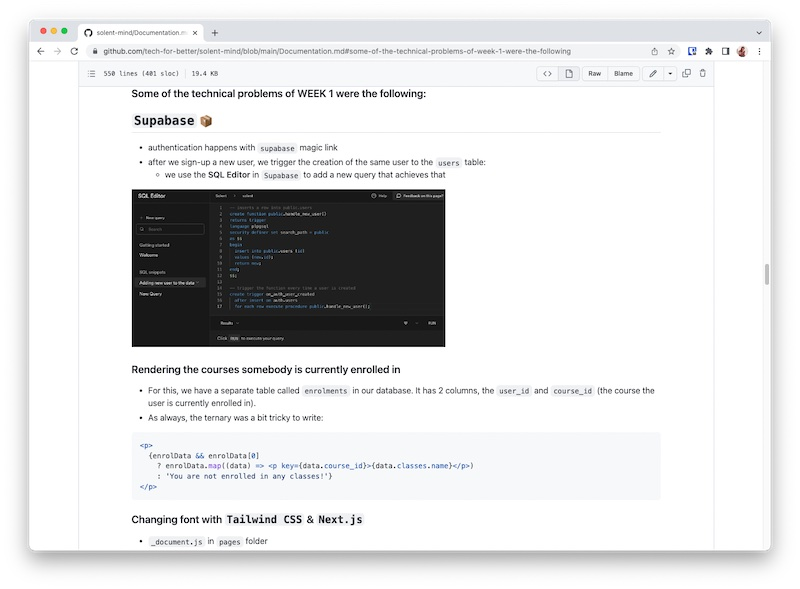 solent-mind/Documentation.m
github.com/tech-for-better/solent-mind/blob/main/Documentation.md#some-of-the-technical-problems-of-week-1-were-the-following
550 lines (401 sloc) 19.4 KB
Raw Blame
Some of the technical problems of WEEK 1 were the following:
Supabase 📦
• authentication happens with supabase magic link
• after we sign-up a new user, we trigger the creation of the same user to the users table:
◦ we use the SQL Editor in Supabase to add a new query that achieves that
SQL Editor
Solent › solent
Help Feedback on this page?
New query
Search
Getting started
Welcome
SQL snippets
Adding new user to the data
New Query
1 -- inserts a row into public.users
2 create function public.handle_new_user()
3 returns trigger
4 language plpgsql
5 security definer set search_path = public
6 as $$
7 begin
8 insert into public.users (id)
9 values (new.id);
10 return new;
11 end;
12 $$;
13
14 -- trigger the function every time a user is created
15 create trigger on_auth_user_created
16 after insert on auth.users
17 for each row execute procedure public.handle_new_user();
Results
Click RUN to execute your query.
Rendering the courses somebody is currently enrolled in
• For this, we have a separate table called enrolments in our database. It has 2 columns, the user_id and course_id (the course the
user is currently enrolled in).
• As always, the ternary was a bit tricky to write:
<p>
{enrolData && enrolData[0]
? enrolData.map((data) => <p key={data.course_id}>{data.classes.name}</p>)
: 'You are not enrolled in any classes!'}
</p>
Changing font with Tailwind CSS & Next.js
• _document.js in pages folder